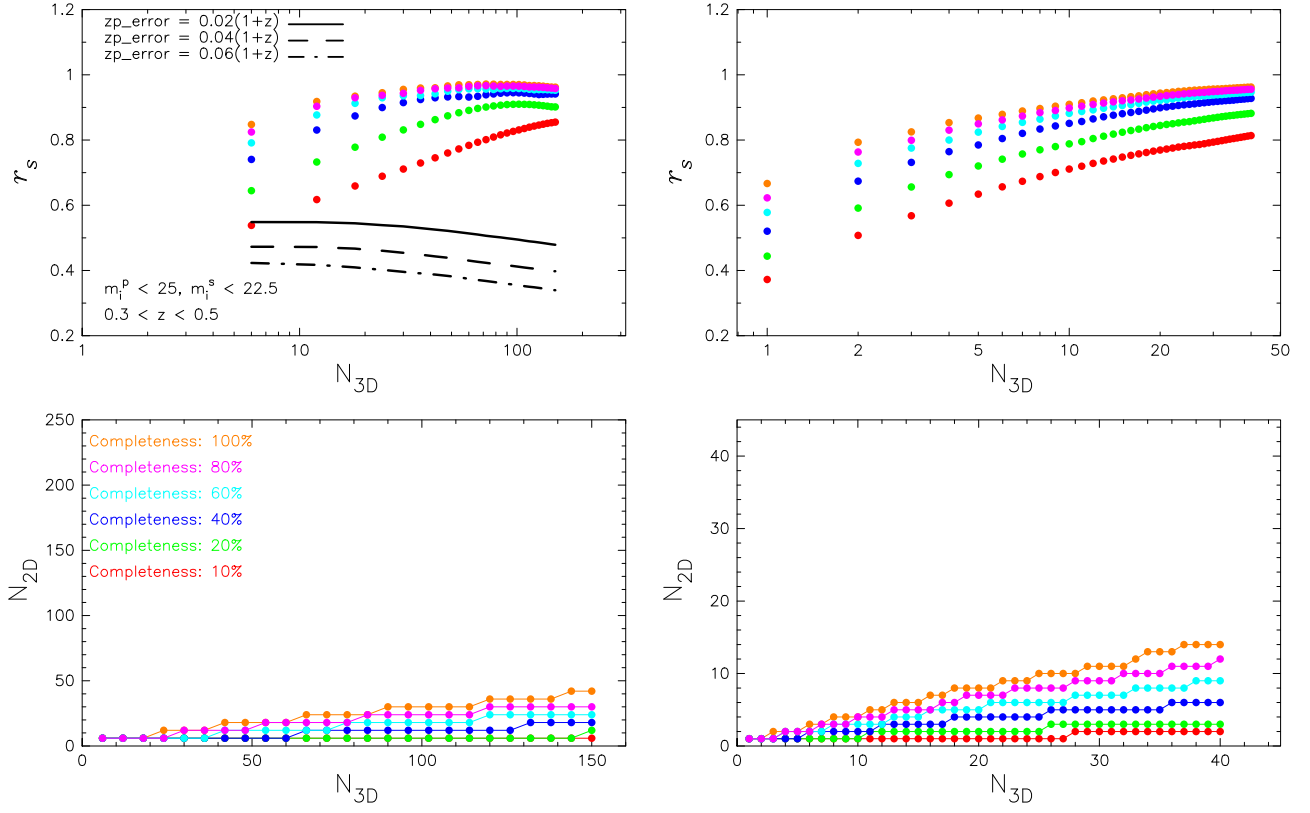 zp_error = 0.02(1+z)
zp_error = 0.04(1+z)
zp_error = 0.06(1+z)
m_i^p < 25, m_i^s < 22.5
0.3 < z < 0.5
r_s
1.2
1
0.8
0.6
0.4
0.2
1
10
100
N_3D
r_s
1.2
1
0.8
0.6
0.4
0.2
1
2
5
10
20
50
N_3D
Completeness: 100%
Completeness: 80%
Completeness: 60%
Completeness: 40%
Completeness: 20%
Completeness: 10%
N_2D
250
200
150
100
50
0
0
50
100
150
N_3D
N_2D
40
30
20
10
0
0
10
20
30
40
N_3D